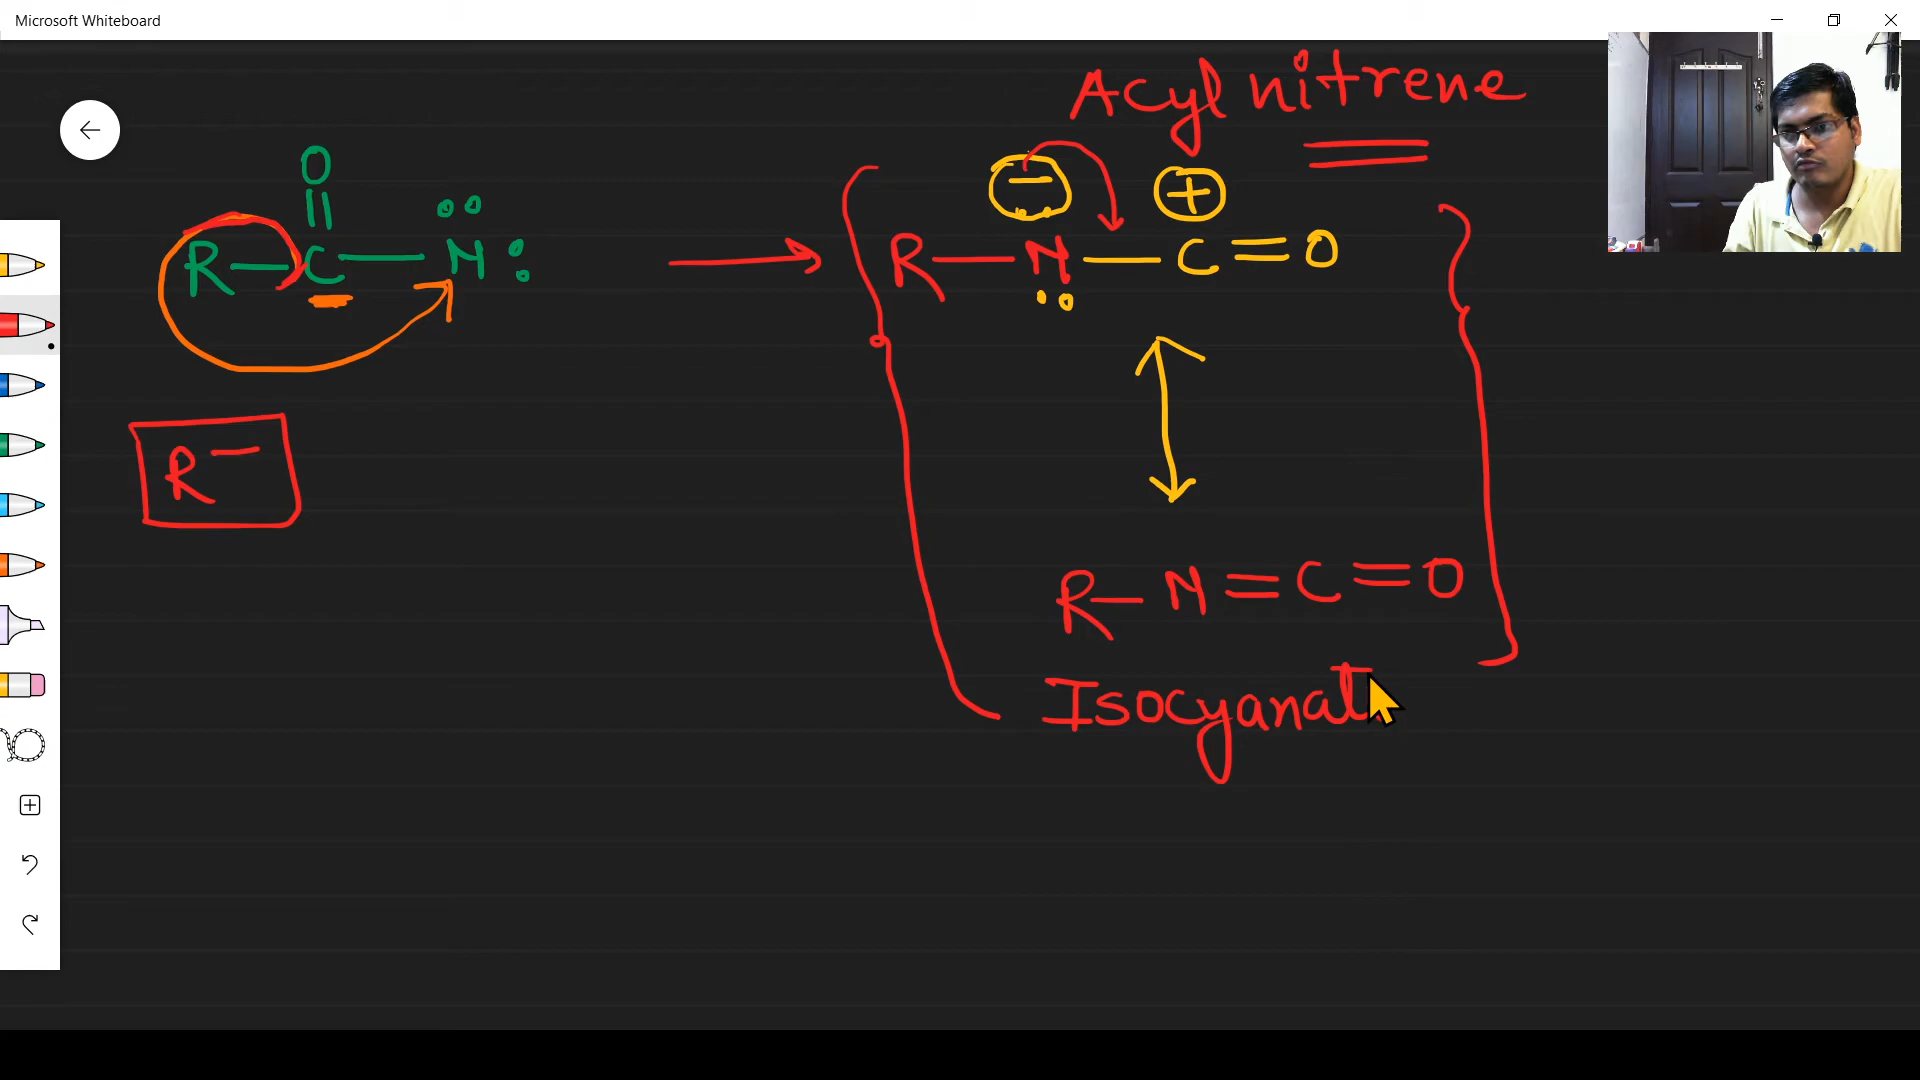 Microsoft Whiteboard
Acyl nitrene
O
R—C—N:
R—N—C=O
− +
R⁻
R—N=C=O
Isocyanat